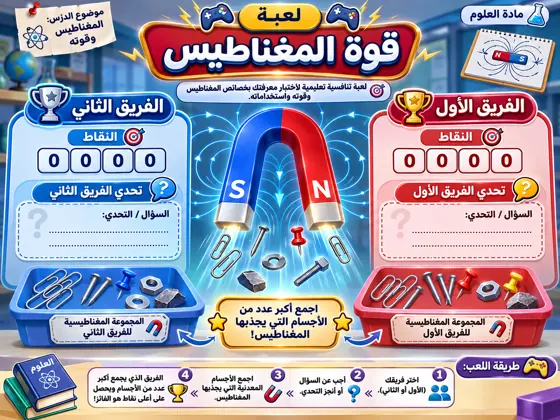 مادة العلوم
N S
موضوع الدرس:
المغناطيس
وقوته
لعبة
قوة المغناطيس
لعبة تنافسية تعليمية لاختبار معرفتك بخصائص المغناطيس
وقوته واستخداماته.
الفريق الأول
النقاط
0 0 0 0
تحدي الفريق الأول
السؤال / التحدي:
المجموعة المغناطيسية
للفريق الأول
S N
اجمع أكبر عدد من
الأجسام التي يجذبها
المغناطيس!
الفريق الثاني
النقاط
0 0 0 0
تحدي الفريق الثاني
?
السؤال / التحدي:
المجموعة المغناطيسية
للفريق الثاني
طريقة اللعب:
1
اختر فريقك
(الأول أو الثاني).
2
أجب عن السؤال
أو أنجز التحدي.
3
اجمع الأجسام
المعدنية التي يجذبها
المغناطيس.
4
الفريق الذي يجمع أكبر
عدد من الأجسام ويحصل
على أعلى نقاط هو الفائز!
العلوم